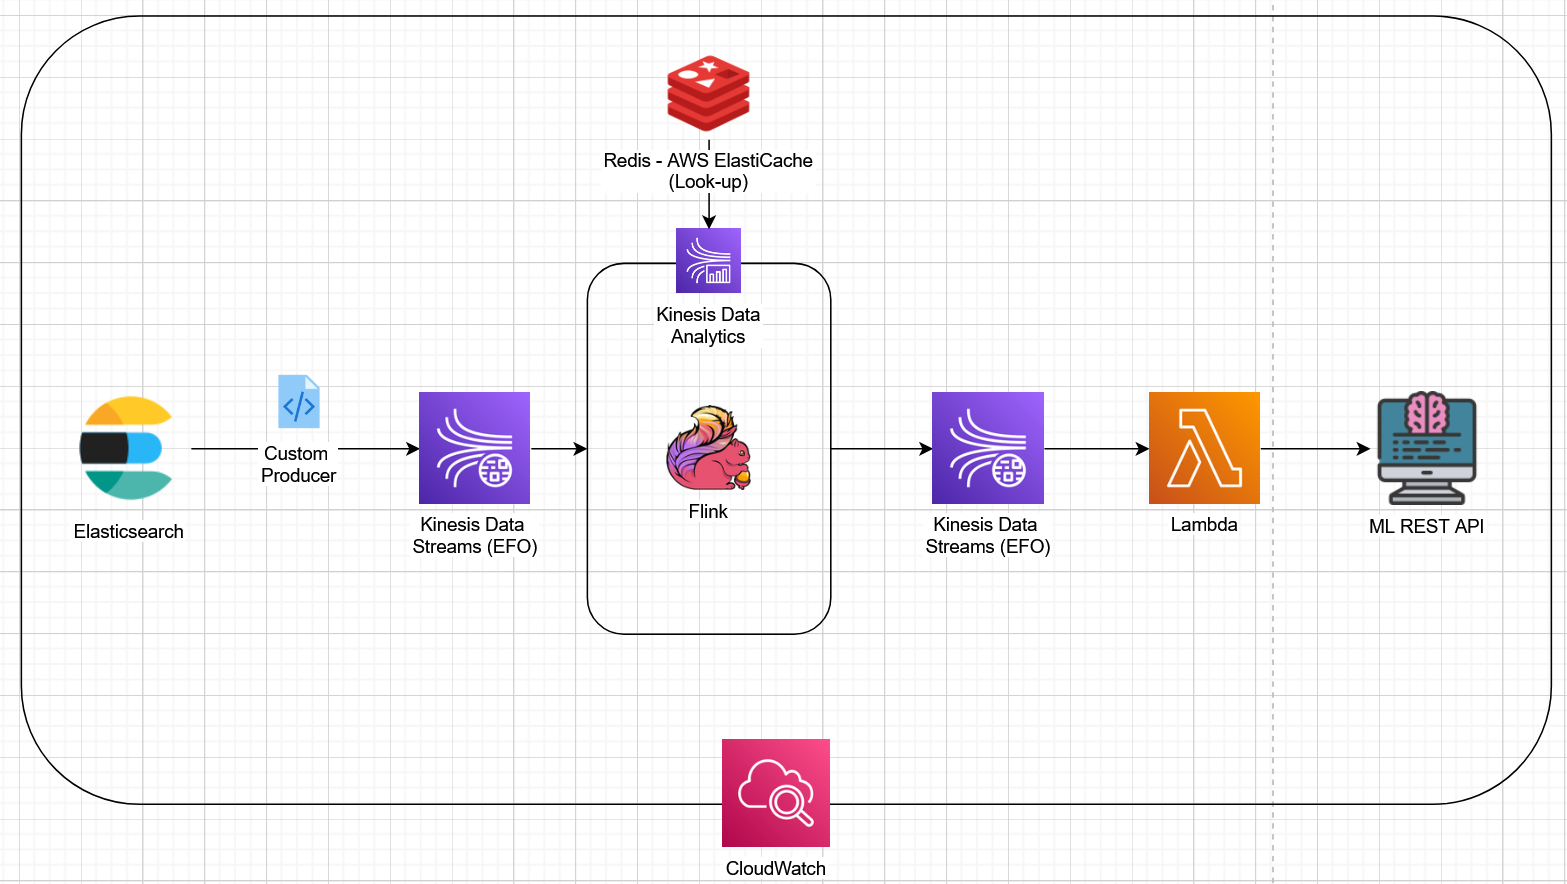 Redis - AWS ElastiCache
(Look-up)
Kinesis Data
Analytics
Custom
Producer
Elasticsearch
Kinesis Data
Streams (EFO)
Flink
Kinesis Data
Streams (EFO)
Lambda
ML REST API
CloudWatch